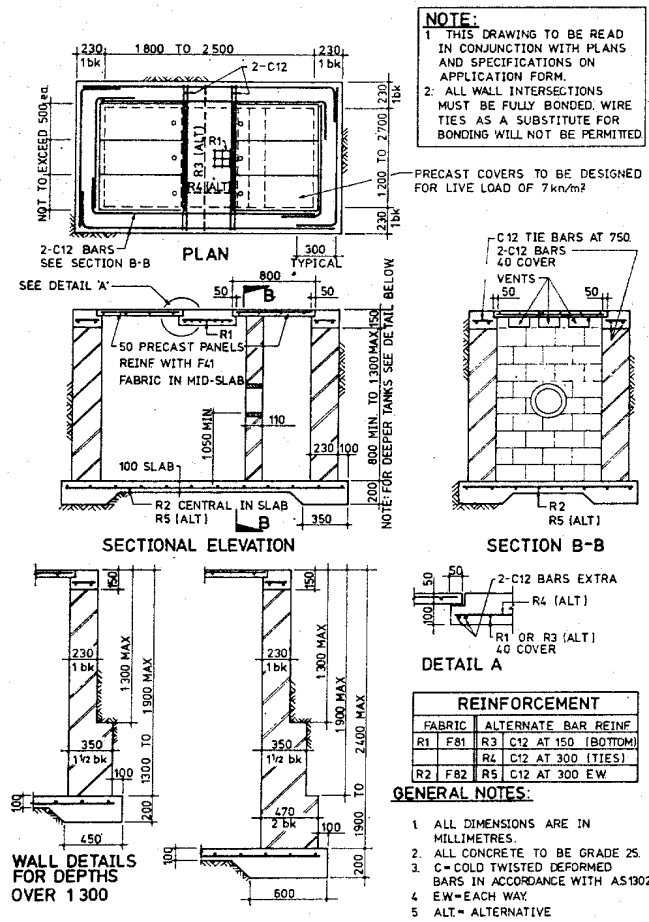 NOTE:
1 THIS DRAWING TO BE READ
IN CONJUNCTION WITH PLANS
AND SPECIFICATIONS ON
APPLICATION FORM.
2: ALL WALL INTERSECTIONS
MUST BE FULLY BONDED. WIRE
TIES AS A SUBSTITUTE FOR
BONDING WILL NOT BE PERMITTED.
230 1800 TO 2500 230
1 bk 1 bk
2-C12
NOT TO EXCEED 500 ea.
R1
R3 (ALT)
R4 (ALT)
230
1bk
1200 TO 2700
230
1bk
PRECAST COVERS TO BE DESIGNED
FOR LIVE LOAD OF 7kn/m²
2-C12 BARS
SEE SECTION B-B
PLAN
300
TYPICAL
SEE DETAIL 'A'
800
50 B 50
R1
50 PRECAST PANELS
REINF WITH F41
FABRIC IN MID-SLAB
1050 MIN.
110
230 100
100 SLAB
R2 CENTRAL IN SLAB
R5 (ALT)
B
350
150
800 MIN. TO 1300 MAX
200
NOTE: FOR DEEPER TANKS SEE DETAIL BELOW
SECTIONAL ELEVATION
C12 TIE BARS AT 750.
2-C12 BARS
40 COVER
VENTS
50 50
R2
R5 (ALT)
SECTION B-B
150
230
1 bk
1300 MAX
1300 TO 1900 MAX
350
1½ bk
100
100
200
450
WALL DETAILS
FOR DEPTHS
OVER 1300
150
230
1 bk
1300 MAX
1900 MAX
1900 TO 2400 MAX
350
1½ bk
470
2 bk
100
100
200
600
50
50
100
2-C12 BARS EXTRA
R4 (ALT)
R1 OR R3 (ALT)
40 COVER
DETAIL A
REINFORCEMENT
FABRIC ALTERNATE BAR REINF
R1 F81 R3 C12 AT 150 (BOTTOM)
R4 C12 AT 300 (TIES)
R2 F82 R5 C12 AT 300 EW
GENERAL NOTES:
1. ALL DIMENSIONS ARE IN
MILLIMETRES.
2. ALL CONCRETE TO BE GRADE 25.
3. C=COLD TWISTED DEFORMED
BARS IN ACCORDANCE WITH AS1302
4 E.W=EACH WAY.
5 ALT.= ALTERNATIVE